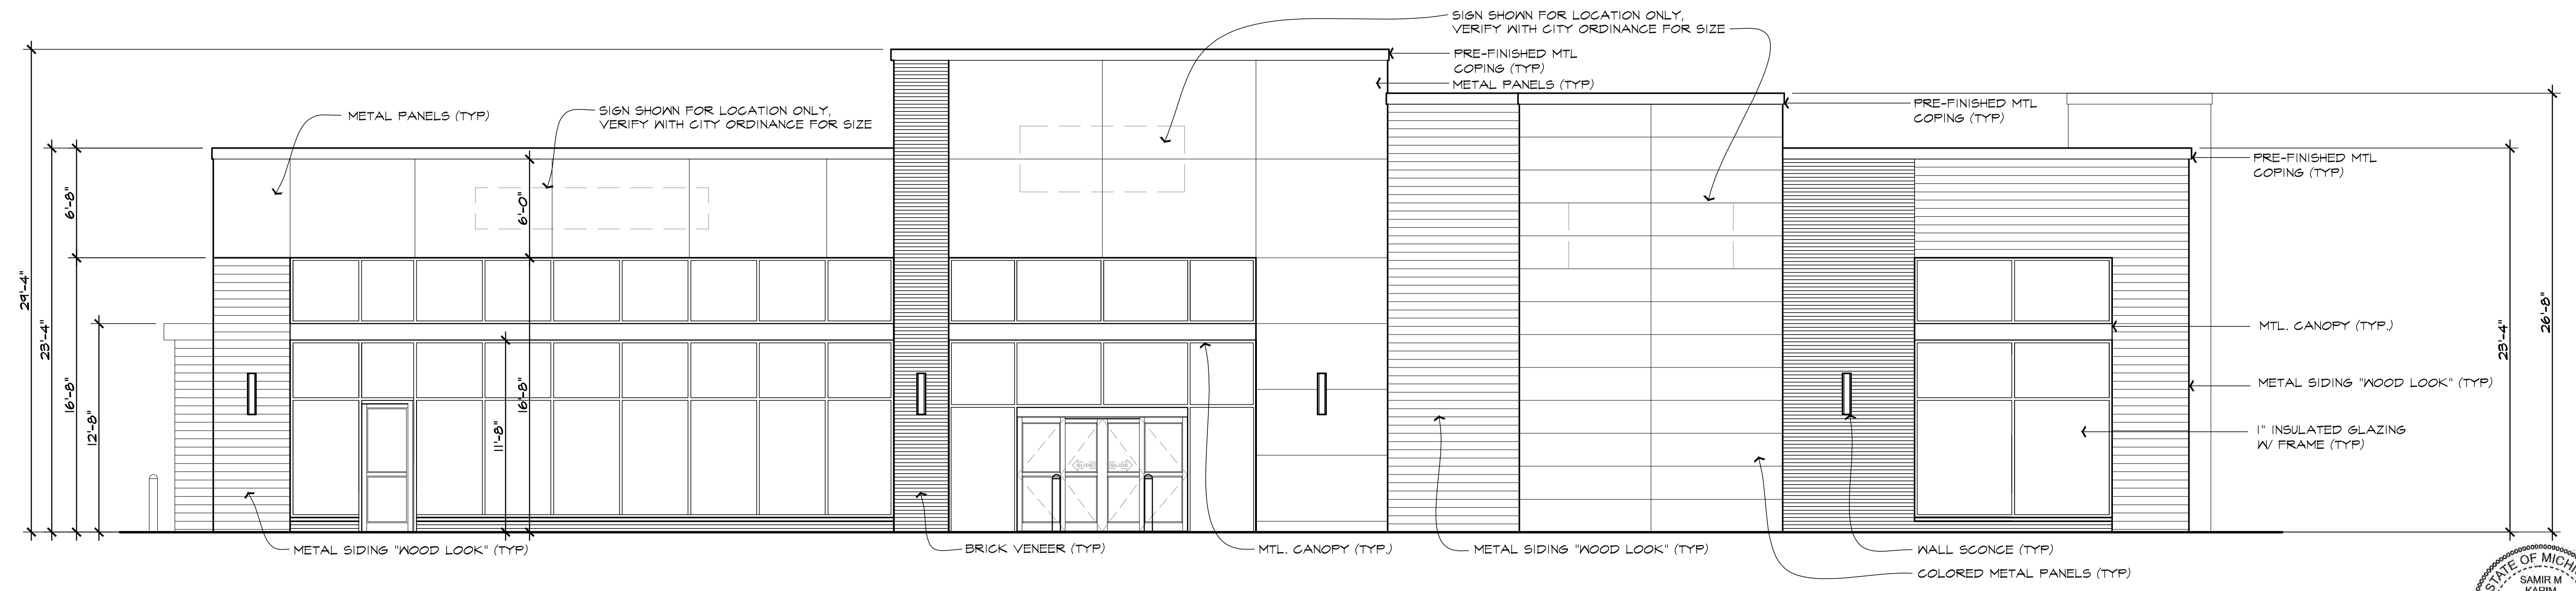 SIGN SHOWN FOR LOCATION ONLY,
VERIFY WITH CITY ORDINANCE FOR SIZE
PRE-FINISHED MTL
COPING (TYP)
METAL PANELS (TYP)
METAL PANELS (TYP)
SIGN SHOWN FOR LOCATION ONLY,
VERIFY WITH CITY ORDINANCE FOR SIZE
PRE-FINISHED MTL
COPING (TYP)
PRE-FINISHED MTL
COPING (TYP)
29'-4"
23'-4"
6'-8"
16'-8"
12'-8"
6'-0"
16'-8"
11'-8"
SLIDE
SLIDE
23'-4"
26'-8"
MTL. CANOPY (TYP.)
METAL SIDING "WOOD LOOK" (TYP)
1" INSULATED GLAZING
W/ FRAME (TYP)
METAL SIDING "WOOD LOOK" (TYP)
BRICK VENEER (TYP)
MTL. CANOPY (TYP.)
METAL SIDING "WOOD LOOK" (TYP)
WALL SCONCE (TYP)
COLORED METAL PANELS (TYP)
STATE OF MICHI
SAMIR M
KARIM